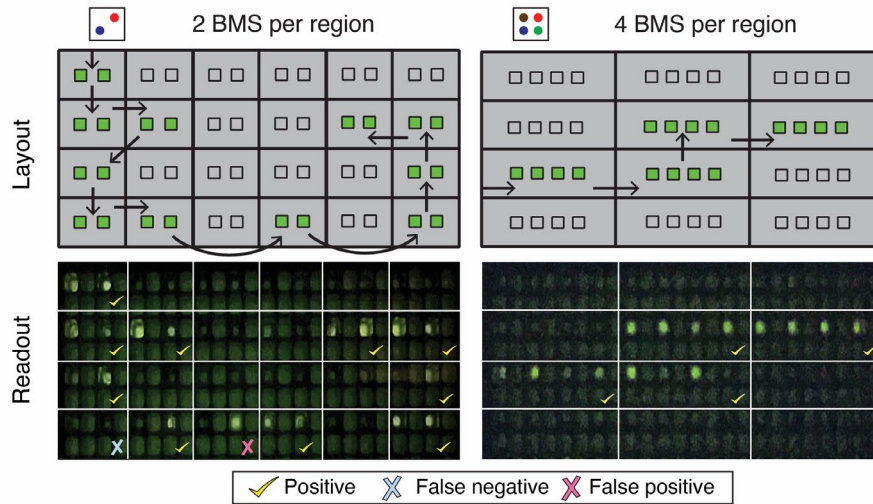 2 BMS per region
4 BMS per region
Layout
Readout
Positive
False negative
False positive